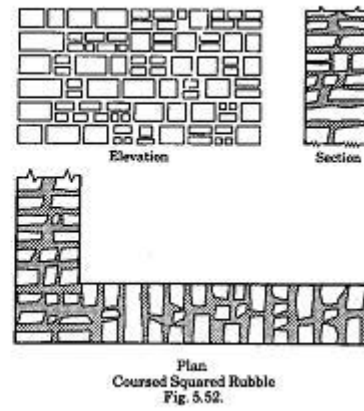 Elevation
Section
Plan
Coursed Squared Rubble
Fig. 5.52.